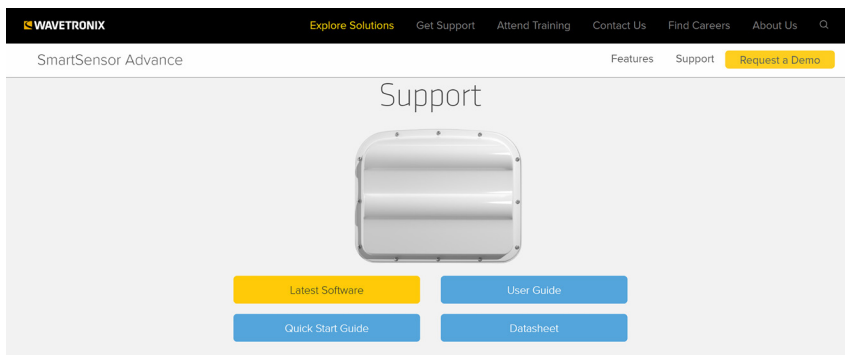 WAVETRONIX Explore Solutions Get Support Attend Training Contact Us Find Careers About Us
SmartSensor Advance Features Support Request a Demo
Support
Latest Software User Guide
Quick Start Guide Datasheet